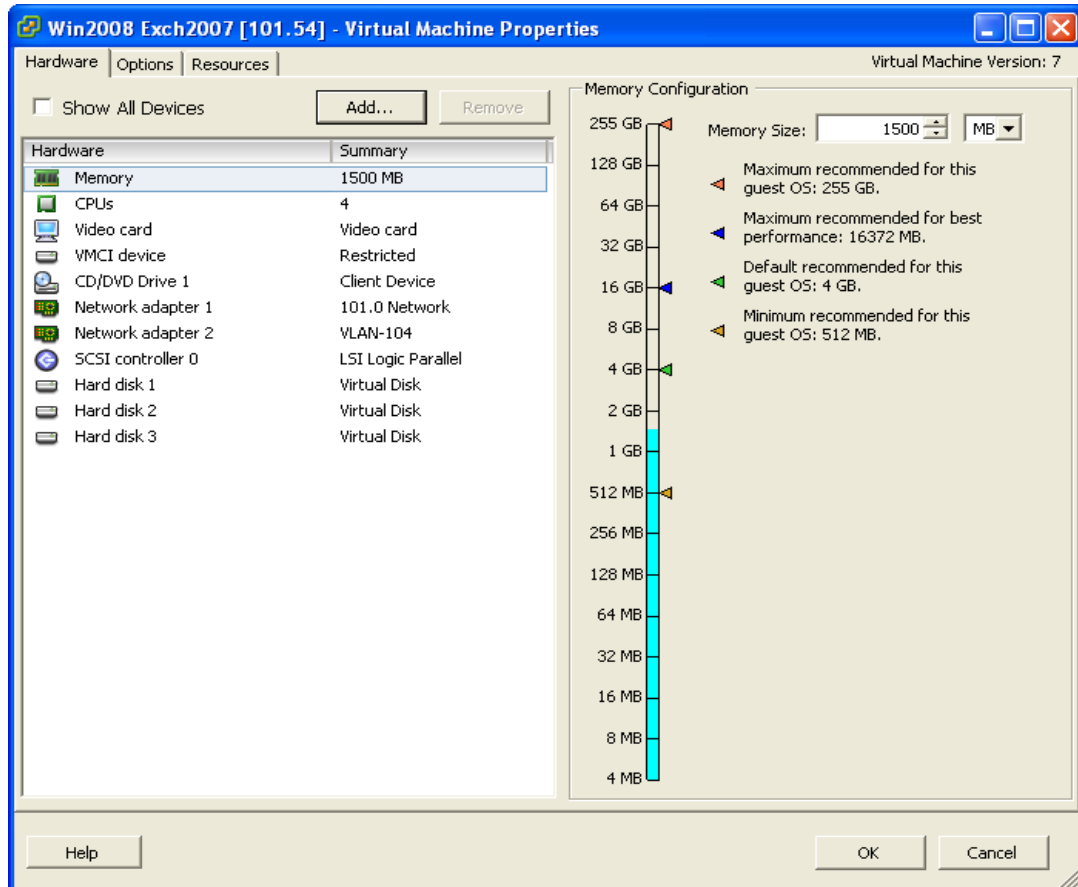 Win2008 Exch2007 [101.54] - Virtual Machine Properties
Hardware Options Resources Virtual Machine Version: 7
Show All Devices Add... Remove
Hardware Summary
Memory 1500 MB
CPUs 4
Video card Video card
VMCI device Restricted
CD/DVD Drive 1 Client Device
Network adapter 1 101.0 Network
Network adapter 2 VLAN-104
SCSI controller 0 LSI Logic Parallel
Hard disk 1 Virtual Disk
Hard disk 2 Virtual Disk
Hard disk 3 Virtual Disk
Memory Configuration
255 GB
128 GB
64 GB
32 GB
16 GB
8 GB
4 GB
2 GB
1 GB
512 MB
256 MB
128 MB
64 MB
32 MB
16 MB
8 MB
4 MB
Memory Size: 1500 MB
Maximum recommended for this
guest OS: 255 GB.
Maximum recommended for best
performance: 16372 MB.
Default recommended for this
guest OS: 4 GB.
Minimum recommended for this
guest OS: 512 MB.
Help OK Cancel